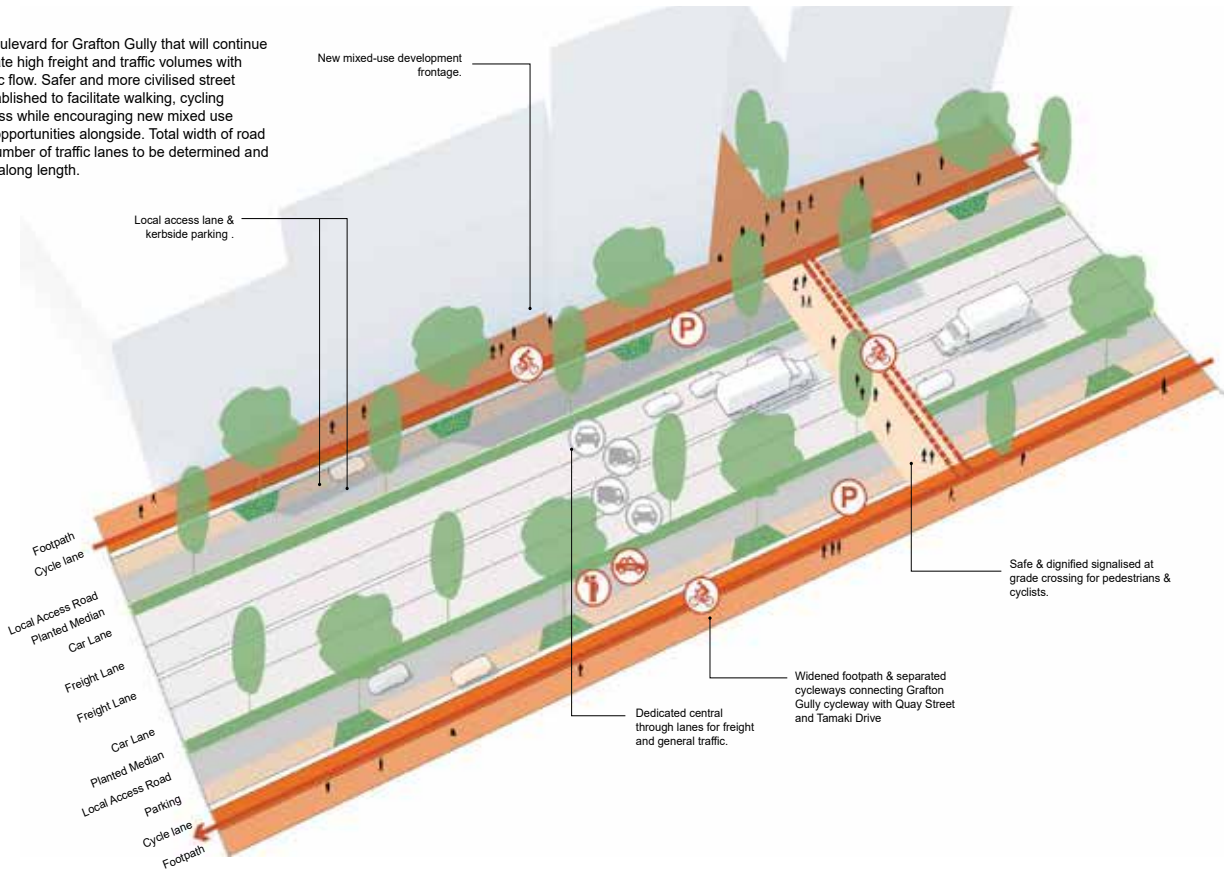 ulevard for Grafton Gully that will continue
ate high freight and traffic volumes with
c flow. Safer and more civilised street
ablished to facilitate walking, cycling
ss while encouraging new mixed use
opportunities alongside. Total width of road
umber of traffic lanes to be determined and
along length.
New mixed-use development
frontage.
Local access lane &
kerbside parking .
P
P
Footpath
Cycle lane
Local Access Road
Planted Median
Car Lane
Freight Lane
Freight Lane
Car Lane
Planted Median
Local Access Road
Parking
Cycle lane
Footpath
Safe & dignified signalised at
grade crossing for pedestrians &
cyclists.
Widened footpath & separated
cycleways connecting Grafton
Gully cycleway with Quay Street
and Tamaki Drive
Dedicated central
through lanes for freight
and general traffic.